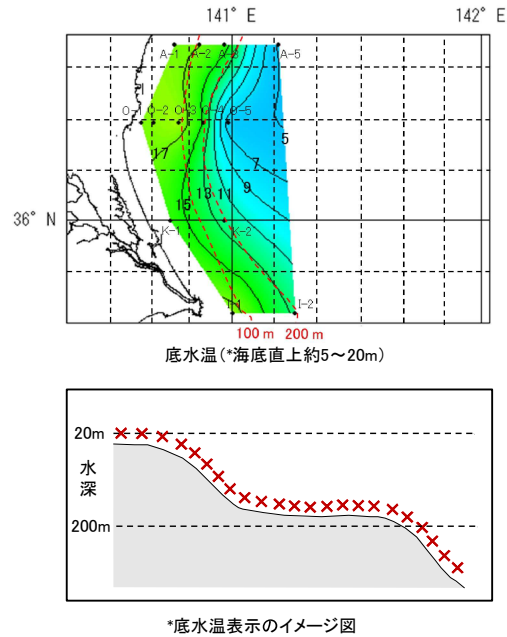 141° E
142° E
A-1 A-2 A-3 A-5
O-1 O-2 O-3 O-4 O-5
5
17
7
13 11 9
15
36° N
K-1 K-2
I-1 I-2
100 m 200 m
底水温(*海底直上約5～20m)
20m
水深
200m
*底水温表示のイメージ図